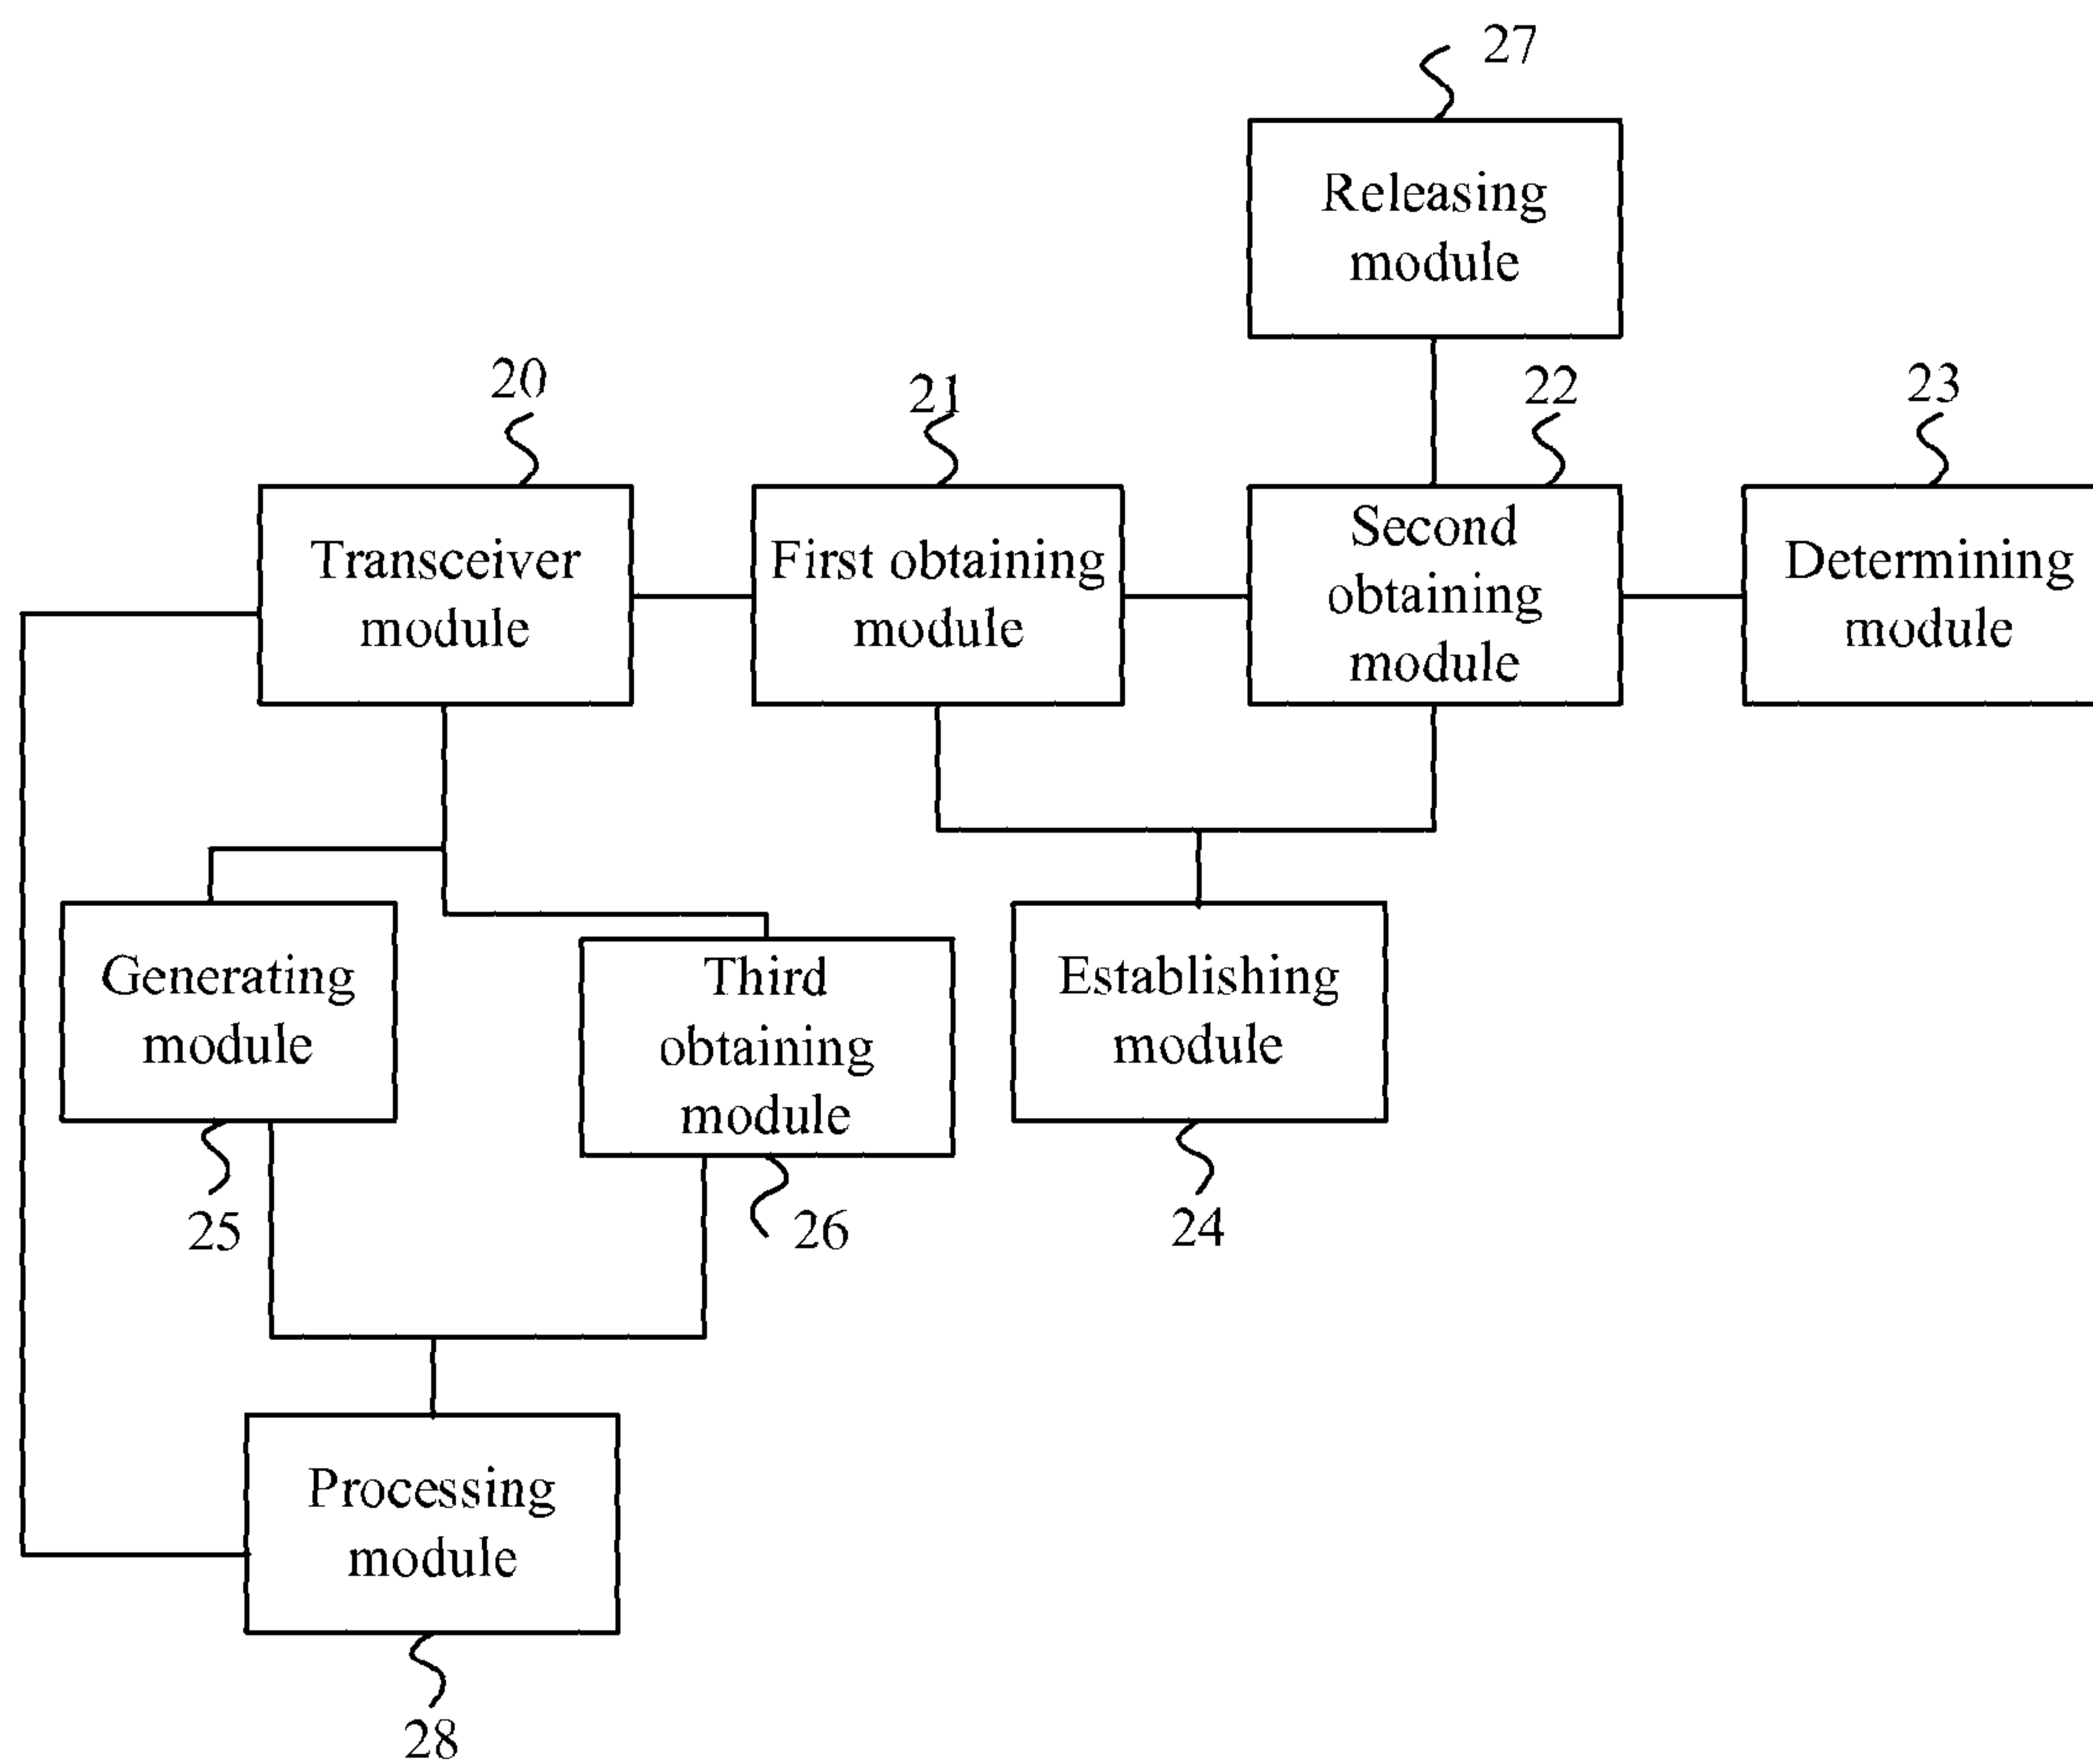 27
Releasing
module
20
21
22
23
Transceiver
module
First obtaining
module
Second
obtaining
module
Determining
module
Generating
module
Third
obtaining
module
Establishing
module
25
26
24
Processing
module
28